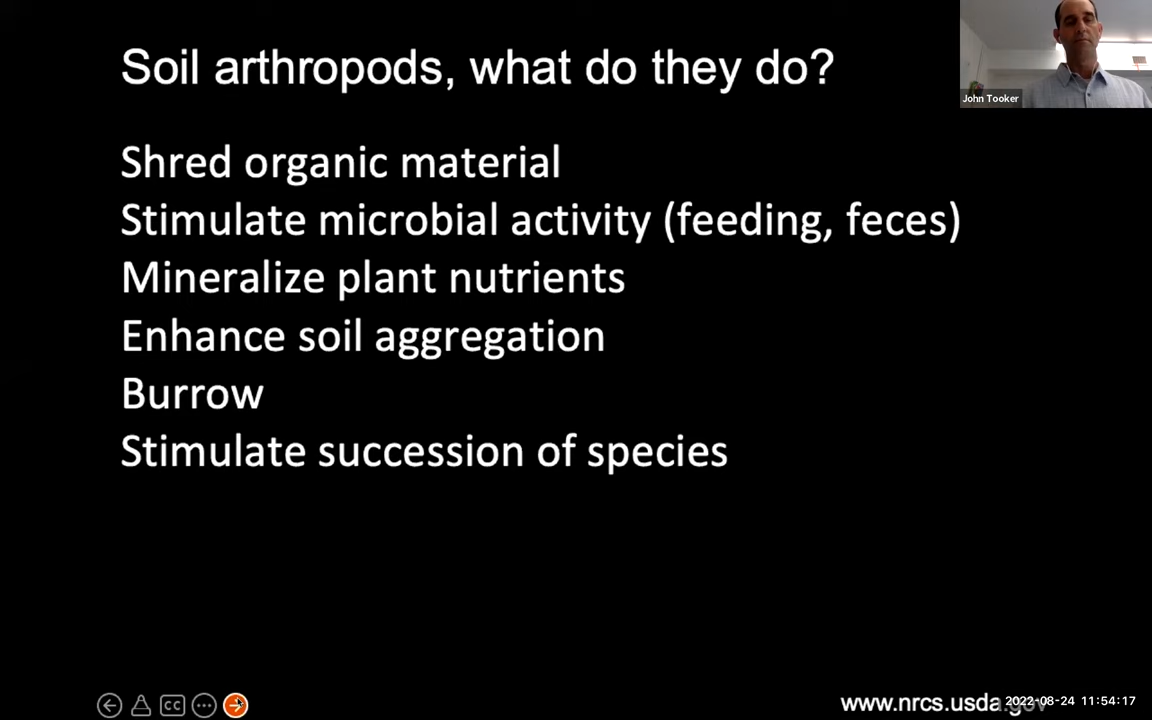 Soil arthropods, what do they do?
John Tooker
Shred organic material
Stimulate microbial activity (feeding, feces)
Mineralize plant nutrients
Enhance soil aggregation
Burrow
Stimulate succession of species
CC
www.nrcs.usda.gov
2022-08-24 11:54:17